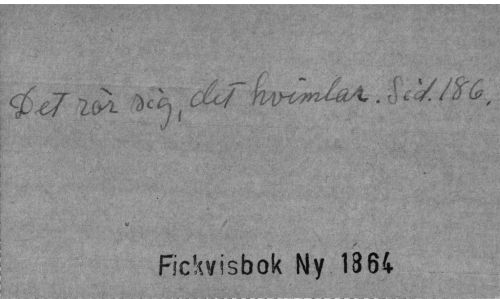 Det rör sig, det hvimlar. Sid. 186.
Fickvisbok Ny 1864